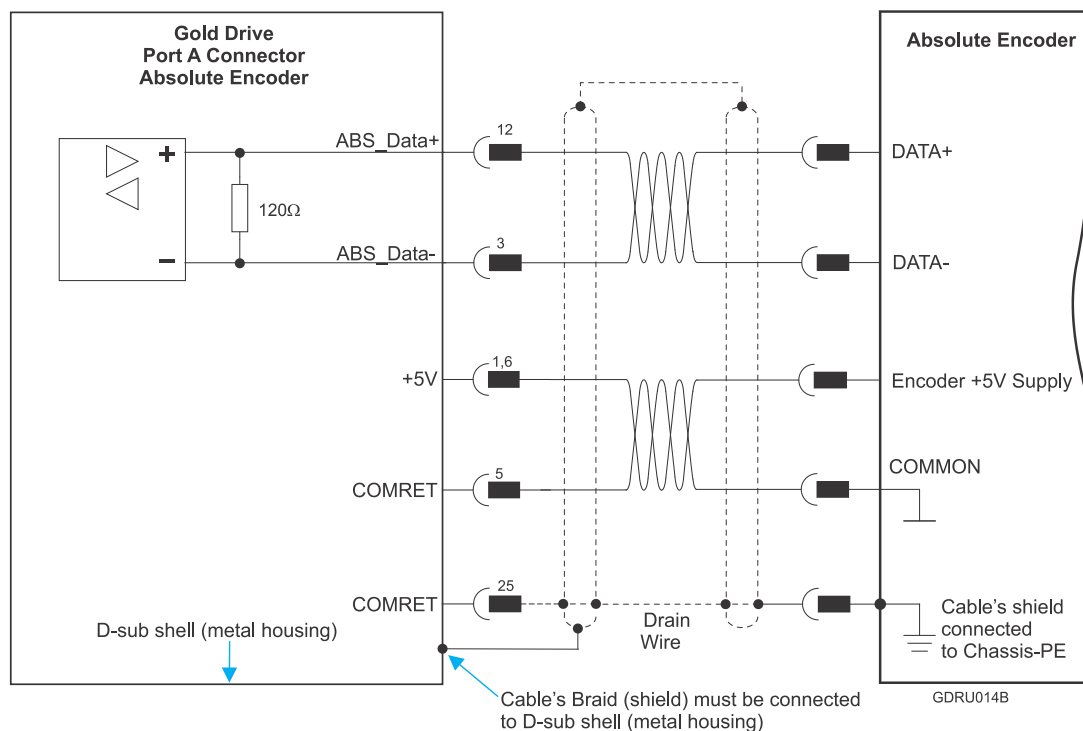 Gold Drive
Port A Connector
Absolute Encoder
Absolute Encoder
ABS_Data+
12
DATA+
+
120Ω
-
ABS_Data-
3
DATA-
+5V
1,6
Encoder +5V Supply
COMRET
5
COMMON
COMRET
25
Drain
Wire
Cable's shield
connected
to Chassis-PE
D-sub shell (metal housing)
Cable's Braid (shield) must be connected
to D-sub shell (metal housing)
GDRU014B